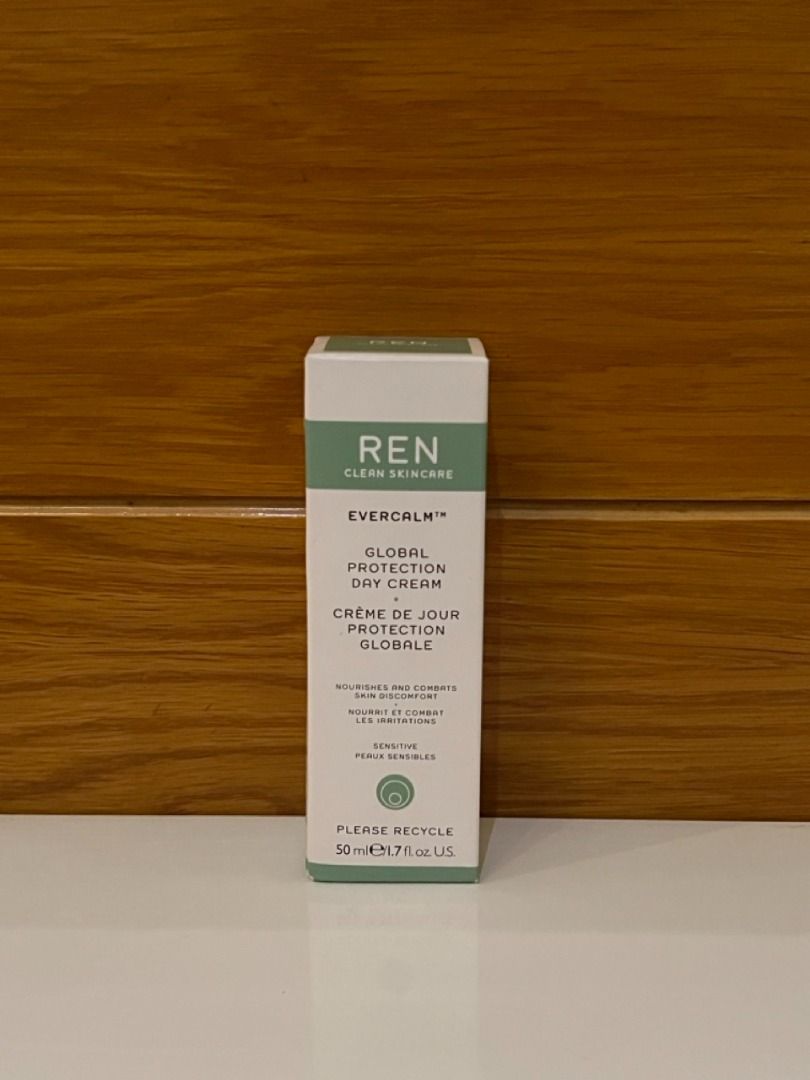 REN
REN
CLEAN SKINCARE
EVERCALM™
GLOBAL
PROTECTION
DAY CREAM
•
CRÈME DE JOUR
PROTECTION
GLOBALE
NOURISHES AND COMBATS
SKIN DISCOMFORT
•
NOURRIT ET COMBAT
LES IRRITATIONS
SENSITIVE
PEAUX SENSIBLES
PLEASE RECYCLE
50 ml ℮/1.7 fl. oz. U.S.